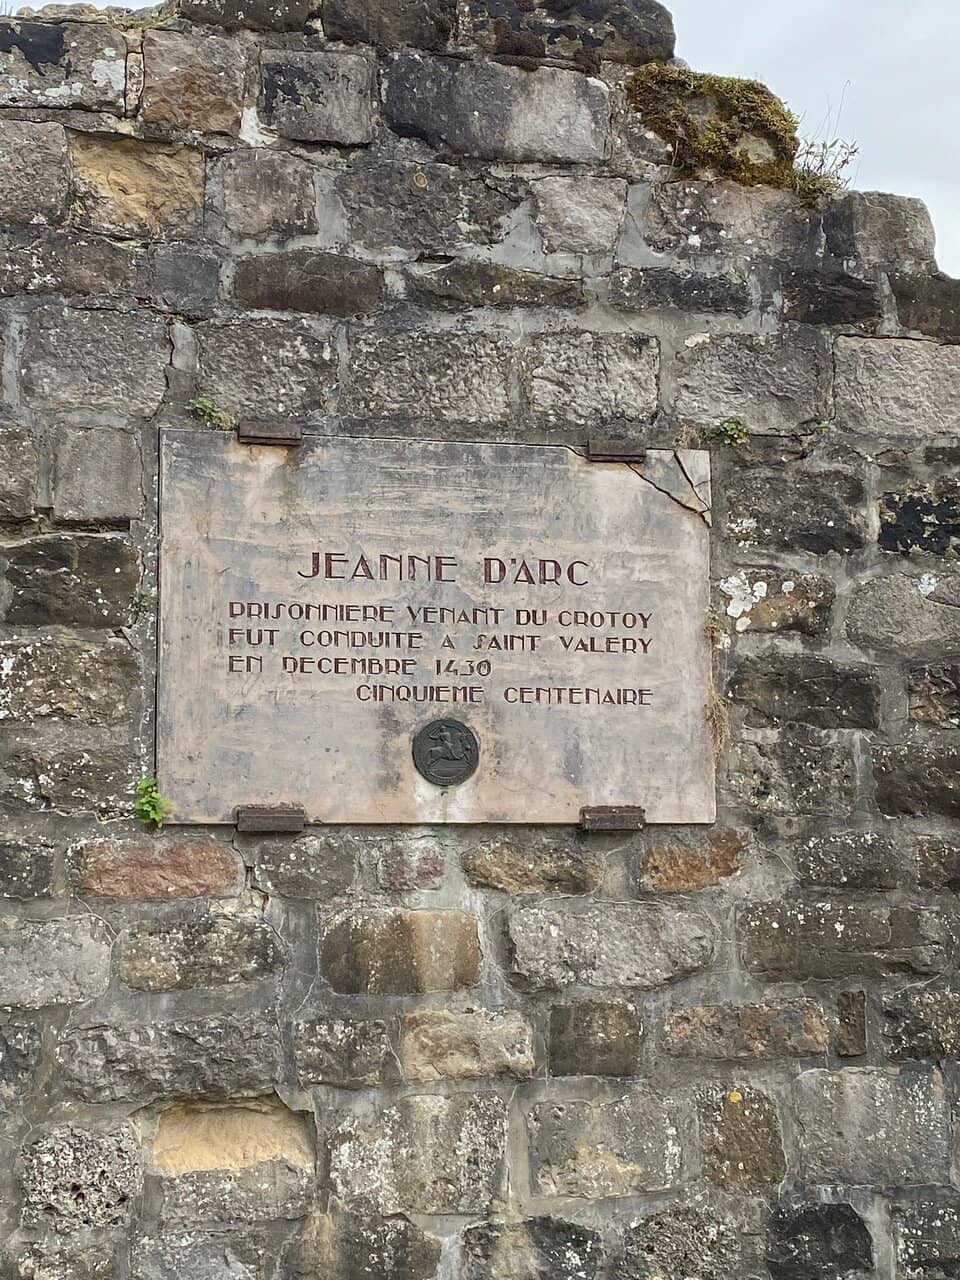 JEANNE D'ARC
PRISONNIERE VENANT DU CROTOY
FUT CONDUITE A SAINT VALERY
EN DECEMBRE 1430
CINQUIEME CENTENAIRE